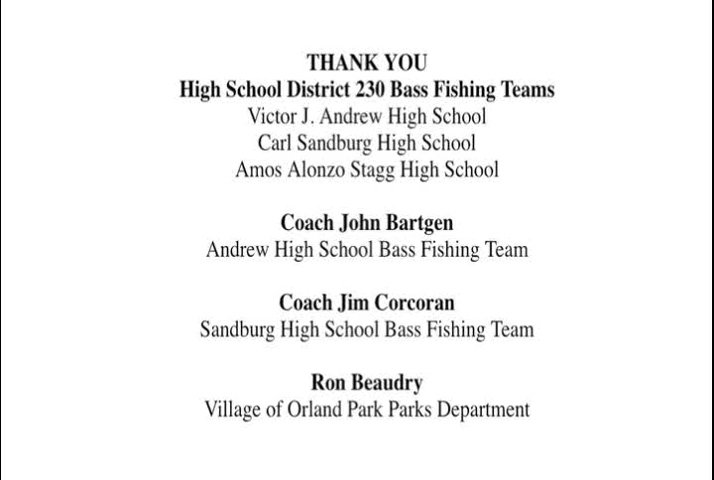 THANK YOU
High School District 230 Bass Fishing Teams
Victor J. Andrew High School
Carl Sandburg High School
Amos Alonzo Stagg High School
Coach John Bartgen
Andrew High School Bass Fishing Team
Coach Jim Corcoran
Sandburg High School Bass Fishing Team
Ron Beaudry
Village of Orland Park Parks Department